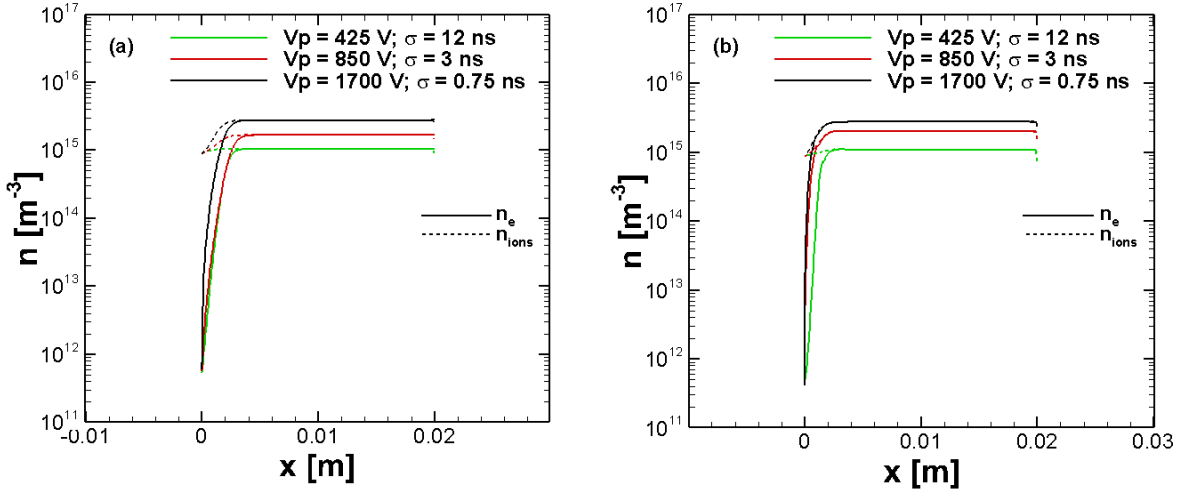 (a)
Vp = 425 V; σ = 12 ns
Vp = 850 V; σ = 3 ns
Vp = 1700 V; σ = 0.75 ns
n_e
n_ions
n [m^-3]
10^17
10^16
10^15
10^14
10^13
10^12
10^11
-0.01
0
0.01
0.02
x [m]
(b)
Vp = 425 V; σ = 12 ns
Vp = 850 V; σ = 3 ns
Vp = 1700 V; σ = 0.75 ns
n_e
n_ions
n [m^-3]
10^17
10^16
10^15
10^14
10^13
10^12
10^11
0
0.01
0.02
0.03
x [m]